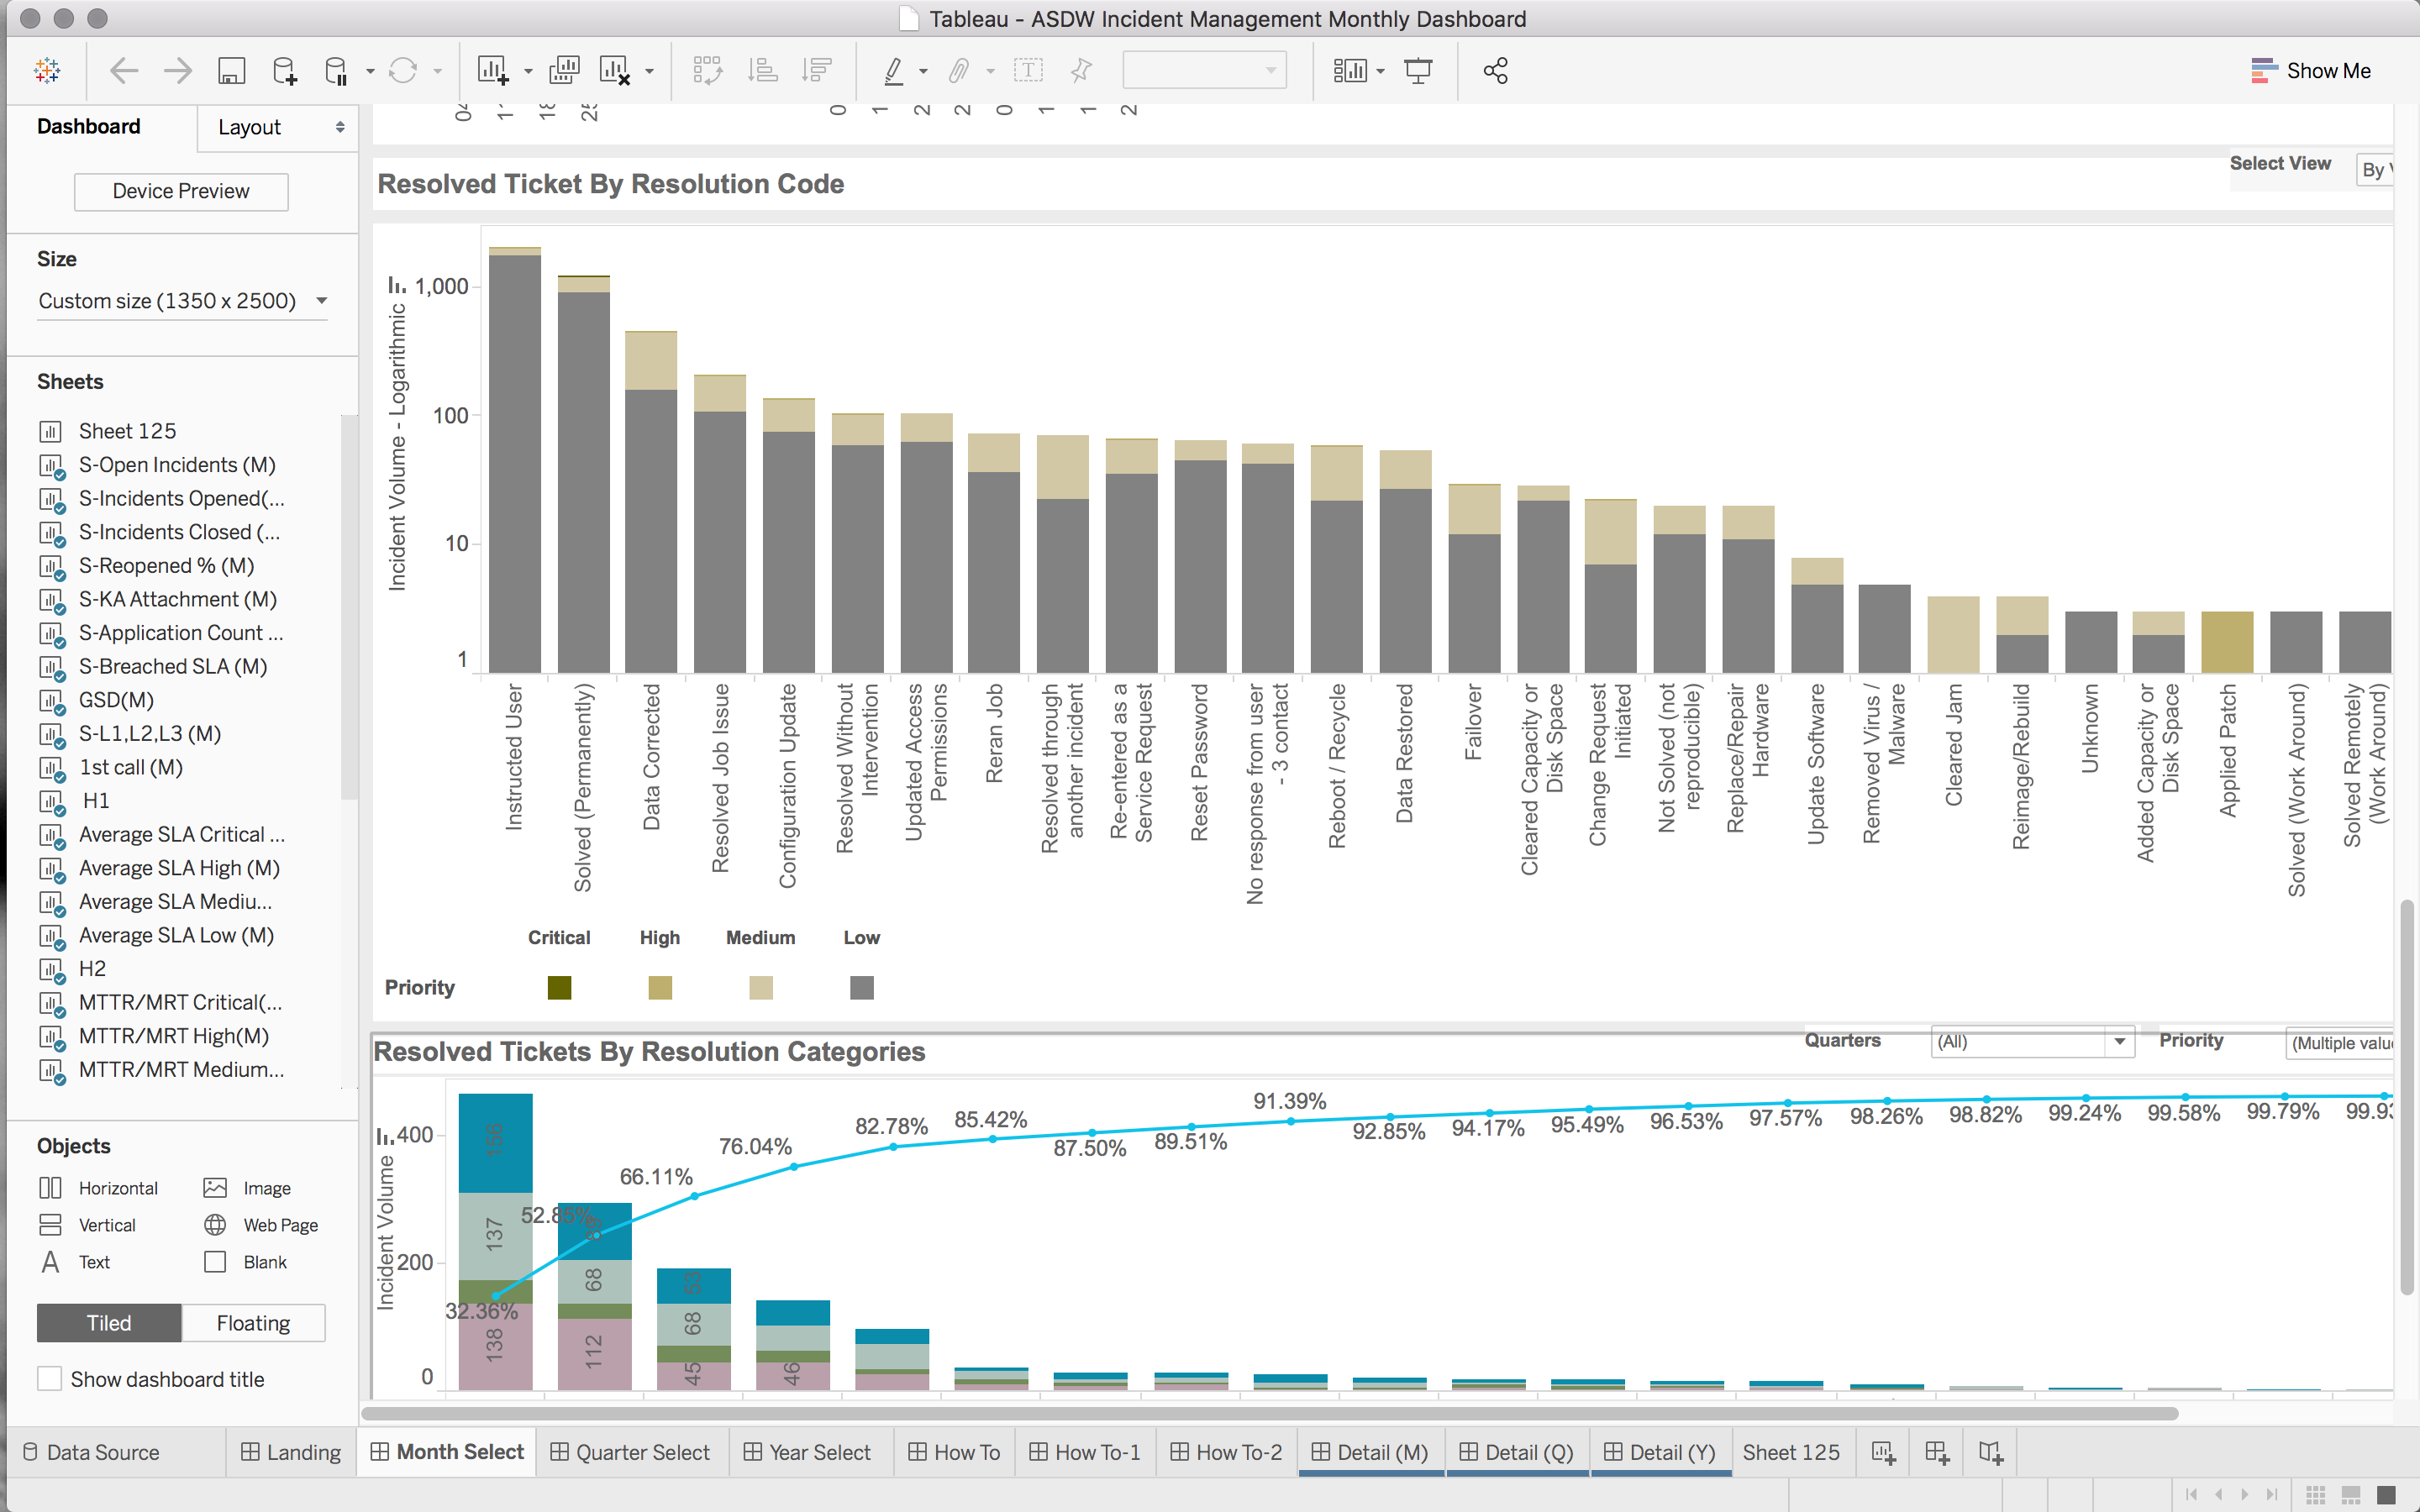 Tableau - ASDW Incident Management Monthly Dashboard
Show Me
Dashboard
Layout
Device Preview
Size
Custom size (1350 x 2500)
Sheets
Sheet 125
S-Open Incidents (M)
S-Incidents Opened(...
S-Incidents Closed (...
S-Reopened % (M)
S-KA Attachment (M)
S-Application Count ...
S-Breached SLA (M)
GSD(M)
S-L1,L2,L3 (M)
1st call (M)
H1
Average SLA Critical ...
Average SLA High (M)
Average SLA Mediu...
Average SLA Low (M)
H2
MTTR/MRT Critical(...
MTTR/MRT High(M)
MTTR/MRT Medium...
Objects
Horizontal
Image
Vertical
Web Page
Text
Blank
Tiled
Floating
Show dashboard title
Resolved Ticket By Resolution Code
Select View
By
Incident Volume - Logarithmic
1,000
100
10
1
Instructed User
Solved (Permanently)
Data Corrected
Resolved Job Issue
Configuration Update
Resolved Without
Intervention
Updated Access
Permissions
Reran Job
Resolved through
another incident
Re-entered as a
Service Request
Reset Password
No response from user
- 3 contact
Reboot / Recycle
Data Restored
Failover
Cleared Capacity or
Disk Space
Change Request
Initiated
Not Solved (not
reproducible)
Replace/Repair
Hardware
Update Software
Removed Virus /
Malware
Cleared Jam
Reimage/Rebuild
Unknown
Added Capacity or
Disk Space
Applied Patch
Solved (Work Around)
Solved Remotely
(Work Around)
Critical
High
Medium
Low
Priority
Resolved Tickets By Resolution Categories
Quarters
(All)
Priority
(Multiple valu
Incident Volume
400
200
0
156
137
138
68
112
53
68
45
46
32.36%
52.85%
66.11%
76.04%
82.78%
85.42%
87.50%
89.51%
91.39%
92.85%
94.17%
95.49%
96.53%
97.57%
98.26%
98.82%
99.24%
99.58%
99.79%
99.93
Data Source
Landing
Month Select
Quarter Select
Year Select
How To
How To-1
How To-2
Detail (M)
Detail (Q)
Detail (Y)
Sheet 125